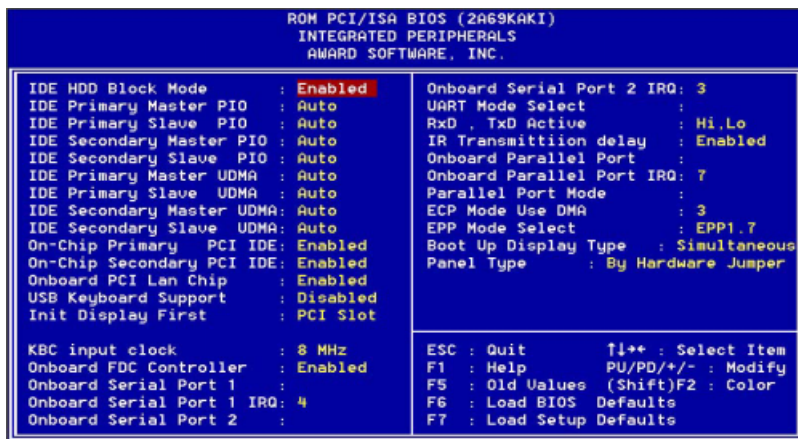 ROM PCI/ISA BIOS (2A69KAKI)
INTEGRATED PERIPHERALS
AWARD SOFTWARE, INC.
IDE HDD Block Mode : Enabled
IDE Primary Master PIO : Auto
IDE Primary Slave PIO : Auto
IDE Secondary Master PIO : Auto
IDE Secondary Slave PIO : Auto
IDE Primary Master UDMA : Auto
IDE Primary Slave UDMA : Auto
IDE Secondary Master UDMA: Auto
IDE Secondary Slave UDMA: Auto
On-Chip Primary PCI IDE: Enabled
On-Chip Secondary PCI IDE: Enabled
Onboard PCI Lan Chip : Enabled
USB Keyboard Support : Disabled
Init Display First : PCI Slot
KBC input clock : 8 MHz
Onboard FDC Controller : Enabled
Onboard Serial Port 1 :
Onboard Serial Port 1 IRQ: 4
Onboard Serial Port 2 :
Onboard Serial Port 2 IRQ: 3
UART Mode Select :
RxD , TxD Active : Hi,Lo
IR Transmittiion delay : Enabled
Onboard Parallel Port :
Onboard Parallel Port IRQ: 7
Parallel Port Mode :
ECP Mode Use DMA : 3
EPP Mode Select : EPP1.7
Boot Up Display Type : Simultaneous
Panel Type : By Hardware Jumper
ESC : Quit ↑↓→← : Select Item
F1 : Help PU/PD/+/- : Modify
F5 : Old Values (Shift)F2 : Color
F6 : Load BIOS Defaults
F7 : Load Setup Defaults